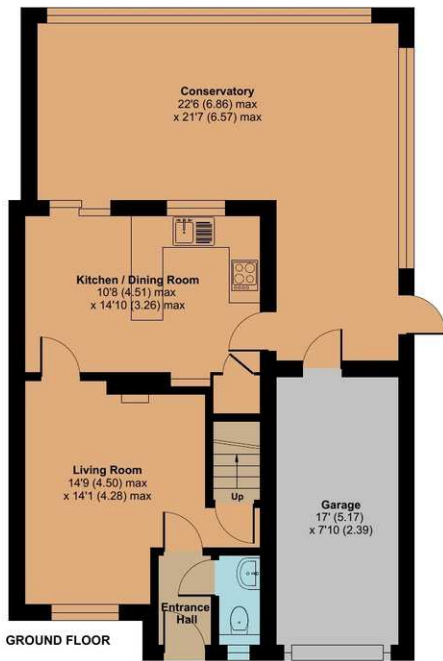 Conservatory
22'6 (6.86) max
x 21'7 (6.57) max
Kitchen / Dining Room
10'8 (4.51) max
x 14'10 (3.26) max
Living Room
14'9 (4.50) max
x 14'1 (4.28) max
Up
Garage
17' (5.17)
x 7'10 (2.39)
Entrance
Hall
GROUND FLOOR